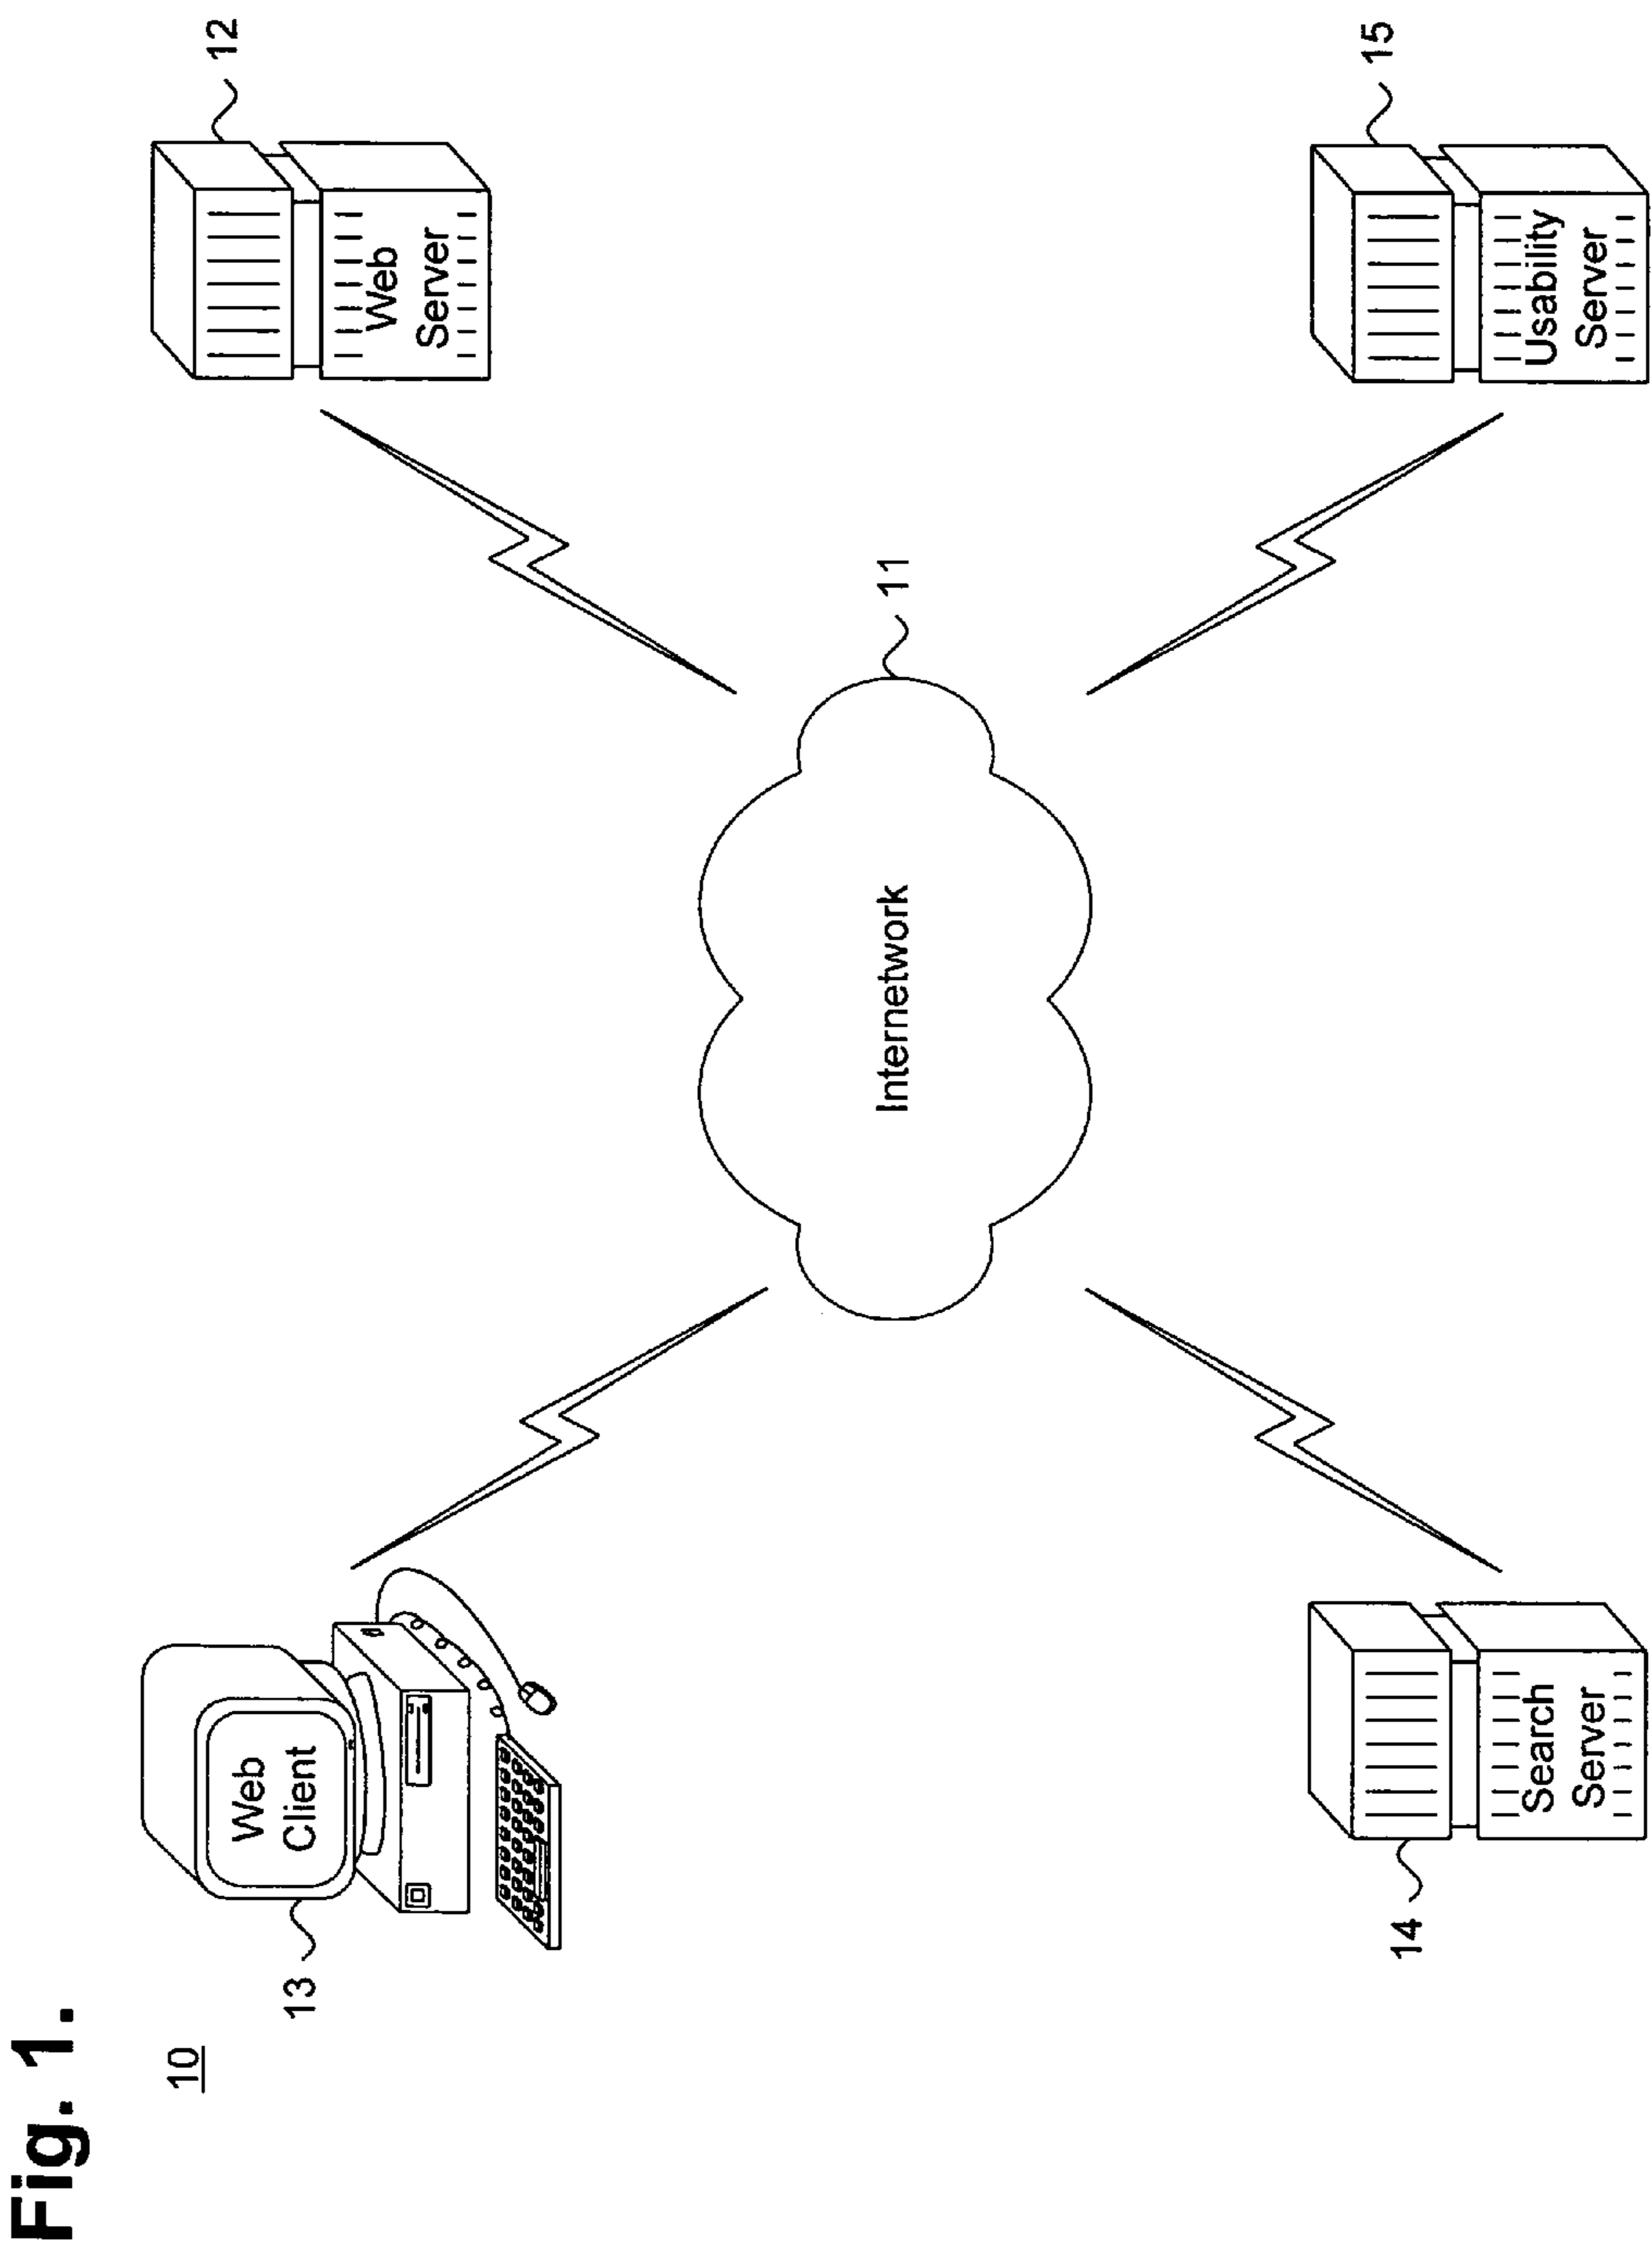 Fig. 1.
10
13
Web
Client
12
Web
Server
11
Internetwork
14
Search
Server
15
Usability
Server